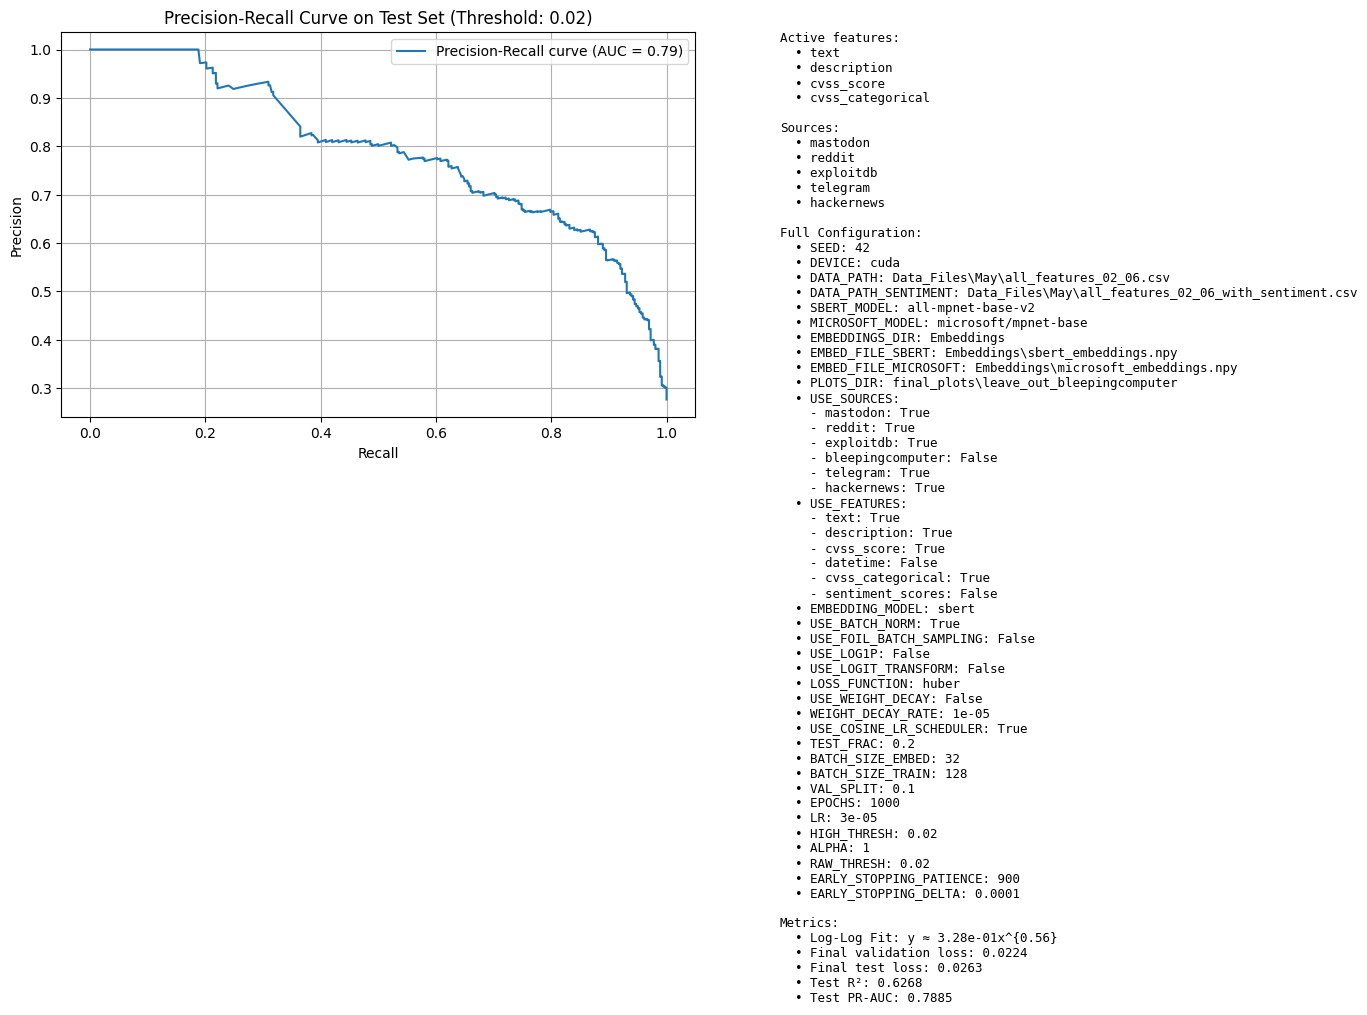 Precision-Recall Curve on Test Set (Threshold: 0.02)
Precision-Recall curve (AUC = 0.79)
Precision
1.0
0.9
0.8
0.7
0.6
0.5
0.4
0.3
0.0
0.2
0.4
0.6
0.8
1.0
Recall
Active features:
• text
• description
• cvss_score
• cvss_categorical
Sources:
• mastodon
• reddit
• exploitdb
• telegram
• hackernews
Full Configuration:
• SEED: 42
• DEVICE: cuda
• DATA_PATH: Data_Files\May\all_features_02_06.csv
• DATA_PATH_SENTIMENT: Data_Files\May\all_features_02_06_with_sentiment.csv
• SBERT_MODEL: all-mpnet-base-v2
• MICROSOFT_MODEL: microsoft/mpnet-base
• EMBEDDINGS_DIR: Embeddings
• EMBED_FILE_SBERT: Embeddings\sbert_embeddings.npy
• EMBED_FILE_MICROSOFT: Embeddings\microsoft_embeddings.npy
• PLOTS_DIR: final_plots\leave_out_bleepingcomputer
• USE_SOURCES:
- mastodon: True
- reddit: True
- exploitdb: True
- bleepingcomputer: False
- telegram: True
- hackernews: True
• USE_FEATURES:
- text: True
- description: True
- cvss_score: True
- datetime: False
- cvss_categorical: True
- sentiment_scores: False
• EMBEDDING_MODEL: sbert
• USE_BATCH_NORM: True
• USE_FOIL_BATCH_SAMPLING: False
• USE_LOG1P: False
• USE_LOGIT_TRANSFORM: False
• LOSS_FUNCTION: huber
• USE_WEIGHT_DECAY: False
• WEIGHT_DECAY_RATE: 1e-05
• USE_COSINE_LR_SCHEDULER: True
• TEST_FRAC: 0.2
• BATCH_SIZE_EMBED: 32
• BATCH_SIZE_TRAIN: 128
• VAL_SPLIT: 0.1
• EPOCHS: 1000
• LR: 3e-05
• HIGH_THRESH: 0.02
• ALPHA: 1
• RAW_THRESH: 0.02
• EARLY_STOPPING_PATIENCE: 900
• EARLY_STOPPING_DELTA: 0.0001
Metrics:
• Log-Log Fit: y ≈ 3.28e-01x^{0.56}
• Final validation loss: 0.0224
• Final test loss: 0.0263
• Test R²: 0.6268
• Test PR-AUC: 0.7885